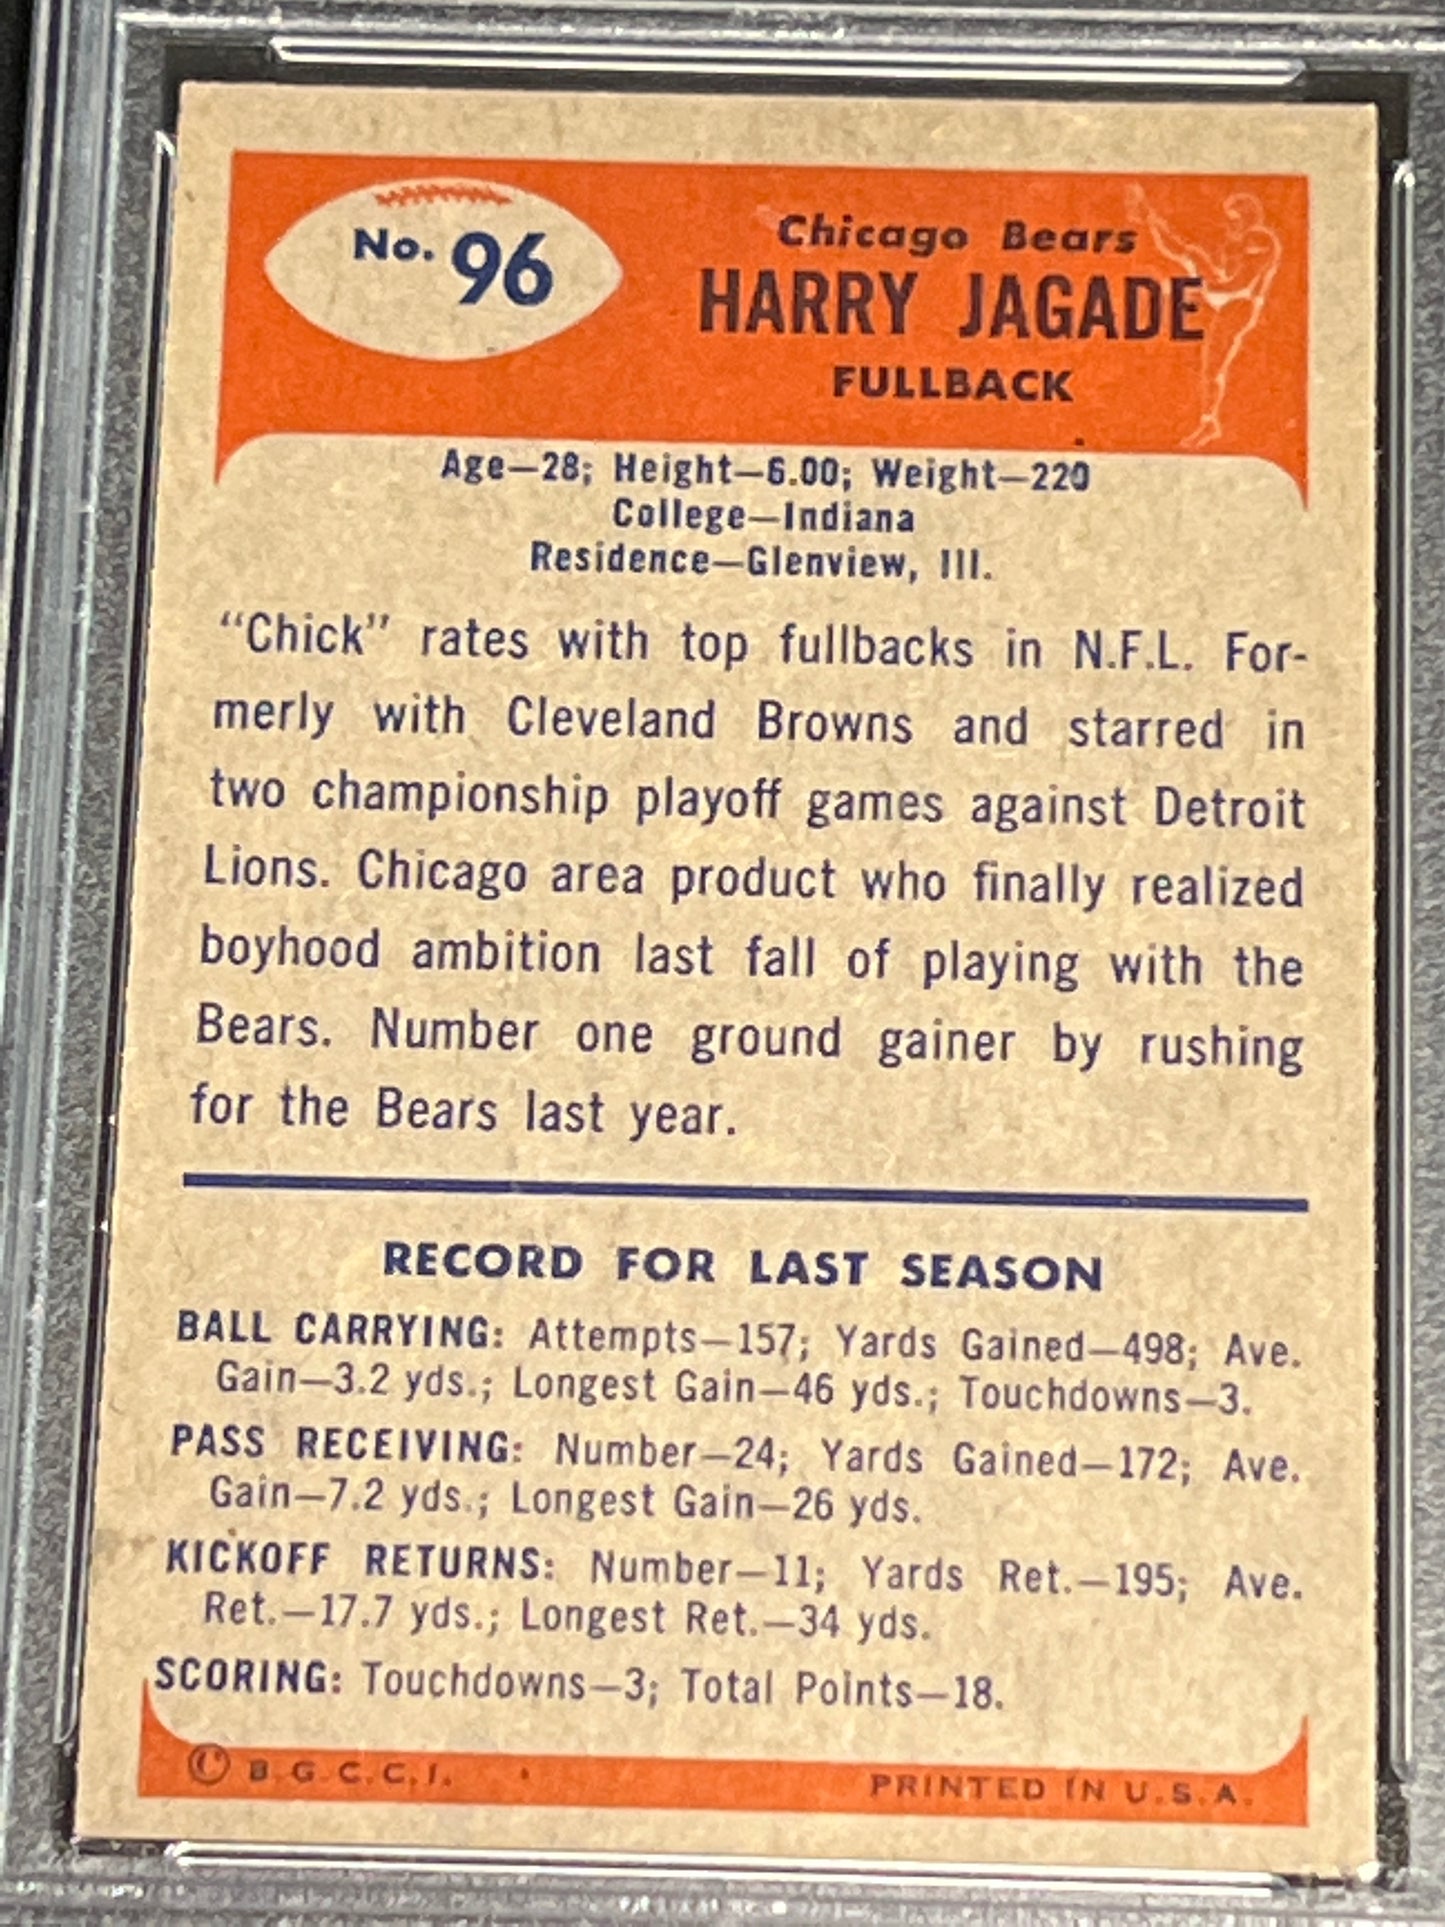 No. 96
Chicago Bears
HARRY JAGADE
FULLBACK
Age—28; Height—6.00; Weight—220
College—Indiana
Residence—Glenview, Ill.
"Chick" rates with top fullbacks in N.F.L. For-
merly with Cleveland Browns and starred in
two championship playoff games against Detroit
Lions. Chicago area product who finally realized
boyhood ambition last fall of playing with the
Bears. Number one ground gainer by rushing
for the Bears last year.
RECORD FOR LAST SEASON
BALL CARRYING: Attempts—157; Yards Gained—498; Ave.
Gain—3.2 yds.; Longest Gain—46 yds.; Touchdowns—3.
PASS RECEIVING: Number—24; Yards Gained—172; Ave.
Gain—7.2 yds.; Longest Gain—26 yds.
KICKOFF RETURNS: Number—11; Yards Ret.—195; Ave.
Ret.—17.7 yds.; Longest Ret.—34 yds.
SCORING: Touchdowns—3; Total Points—18.
© B.G.C.C.I. PRINTED IN U.S.A.